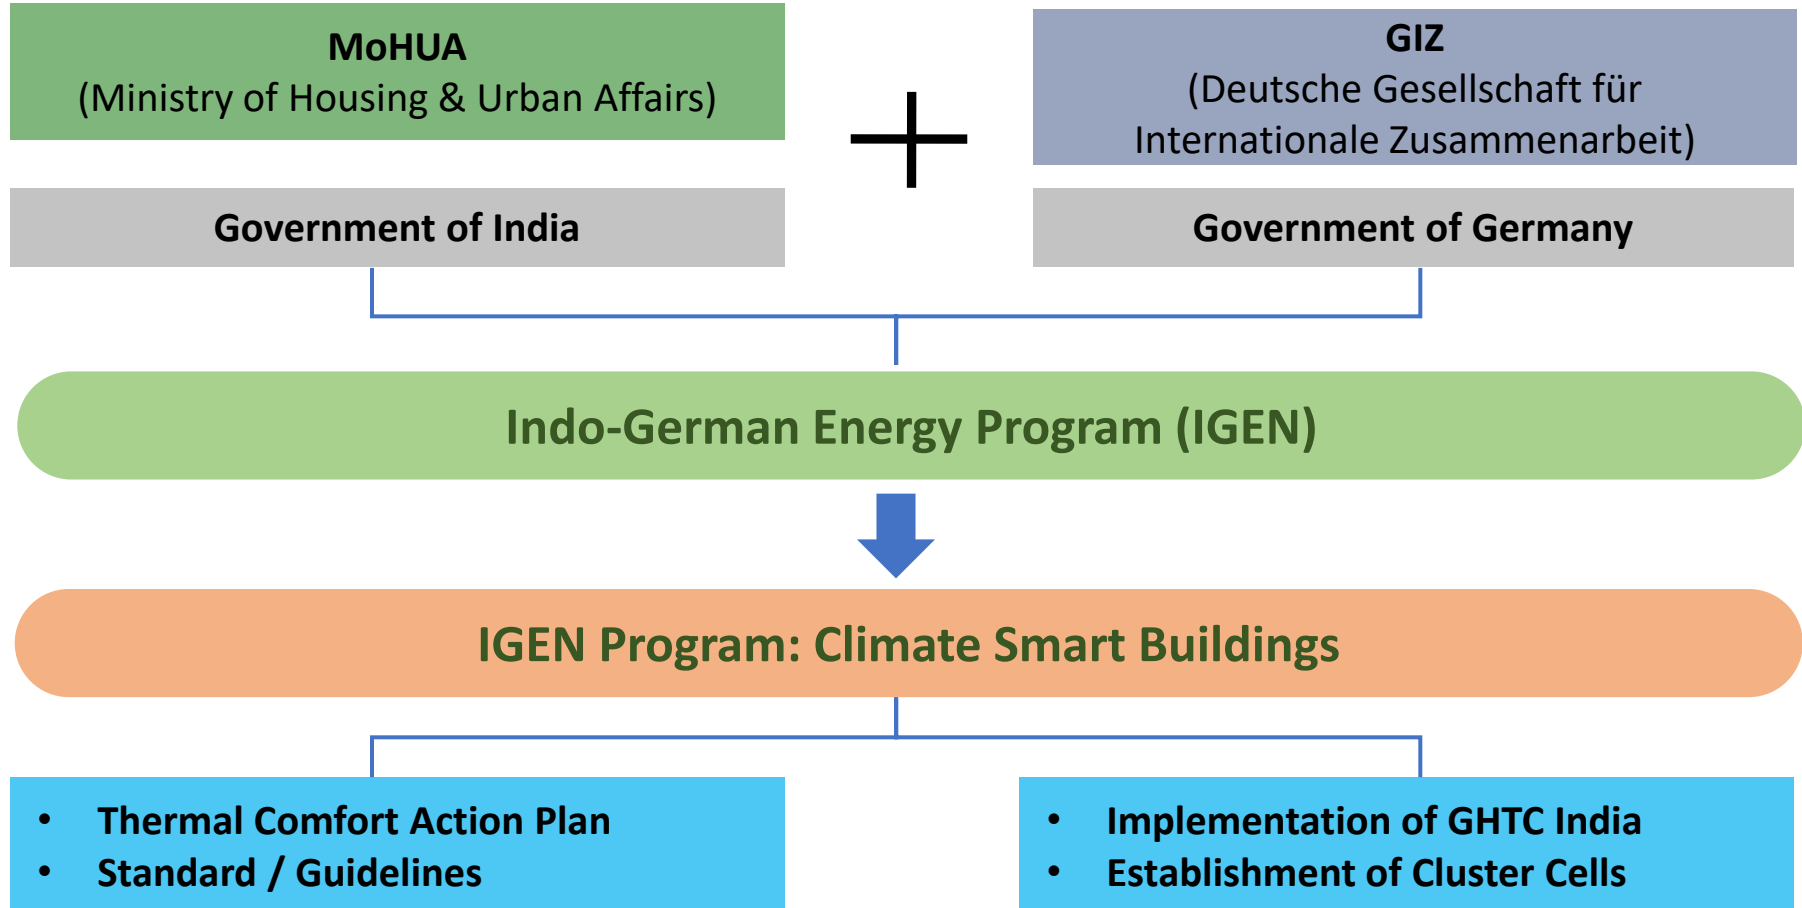 MoHUA
(Ministry of Housing & Urban Affairs)
GIZ
(Deutsche Gesellschaft für
Internationale Zusammenarbeit)
Government of India
Government of Germany
Indo-German Energy Program (IGEN)
IGEN Program: Climate Smart Buildings
• Thermal Comfort Action Plan
• Standard / Guidelines
• Implementation of GHTC India
• Establishment of Cluster Cells